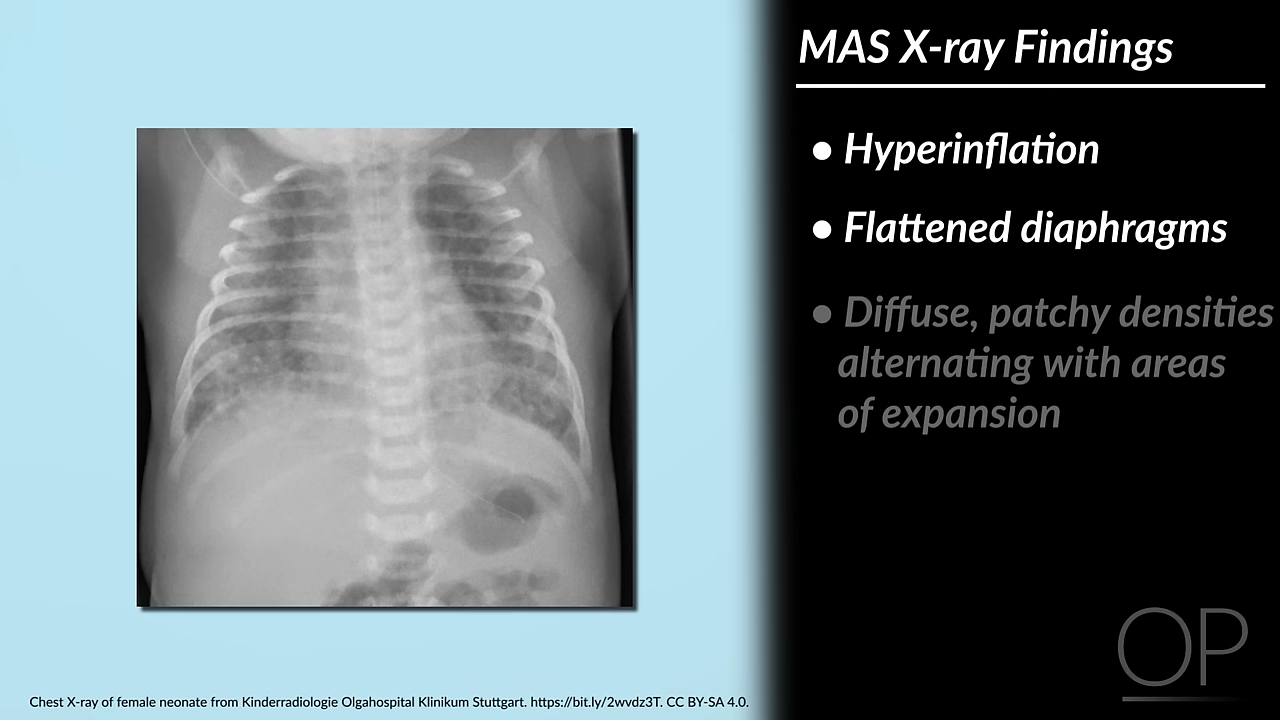 MAS X-ray Findings
● Hyperinflation
● Flattened diaphragms
● Diffuse, patchy densities
alternating with areas
of expansion
OP
Chest X-ray of female neonate from Kinderradiologie Olgahospital Klinikum Stuttgart. https://bit.ly/2wvdz3T. CC BY-SA 4.0.